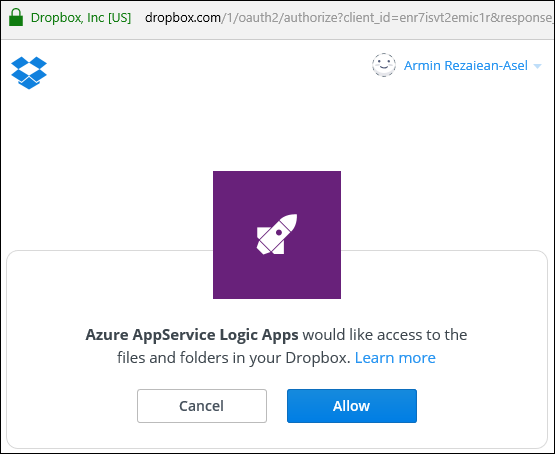 Dropbox, Inc [US] dropbox.com/1/oauth2/authorize?client_id=enr7isvt2emic1r&response_
Armin Rezaiean-Asel
Azure AppService Logic Apps would like access to the
files and folders in your Dropbox. Learn more
Cancel Allow